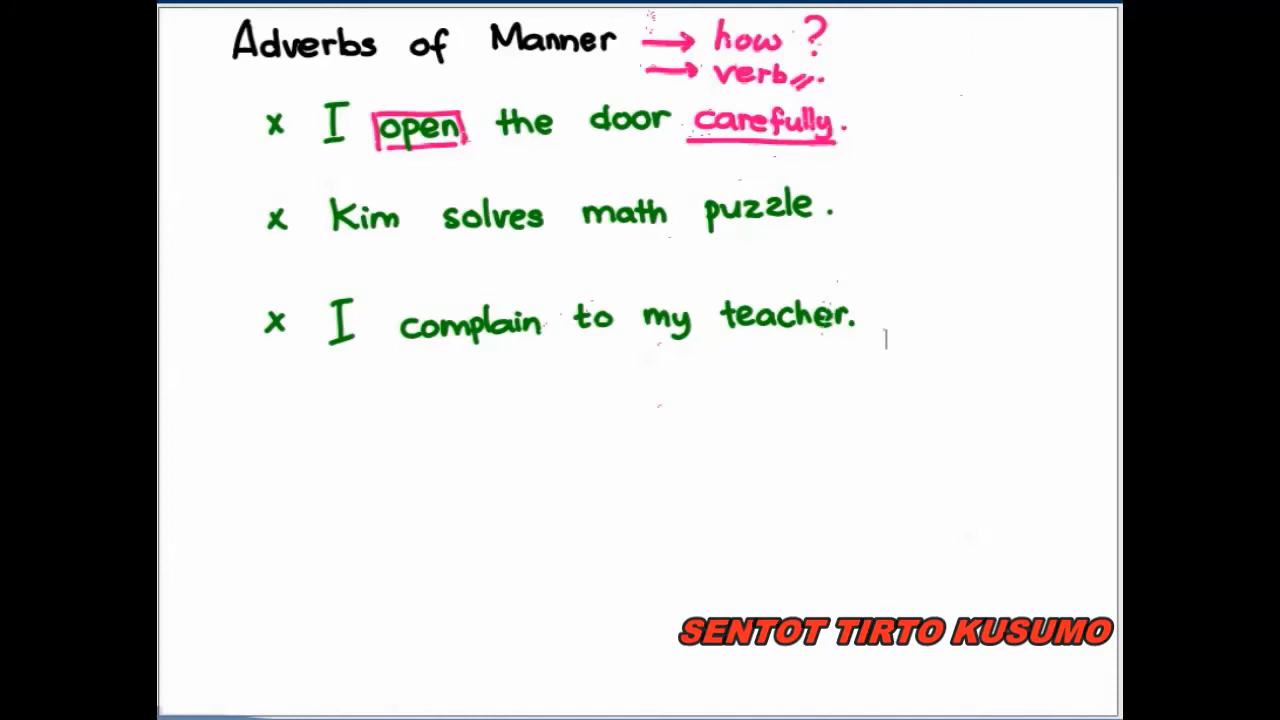 Adverbs of Manner → how ?
→ verb //.
x I open the door carefully.
x Kim solves math puzzle.
x I complain to my teacher.
SENTOT TIRTO KUSUMO